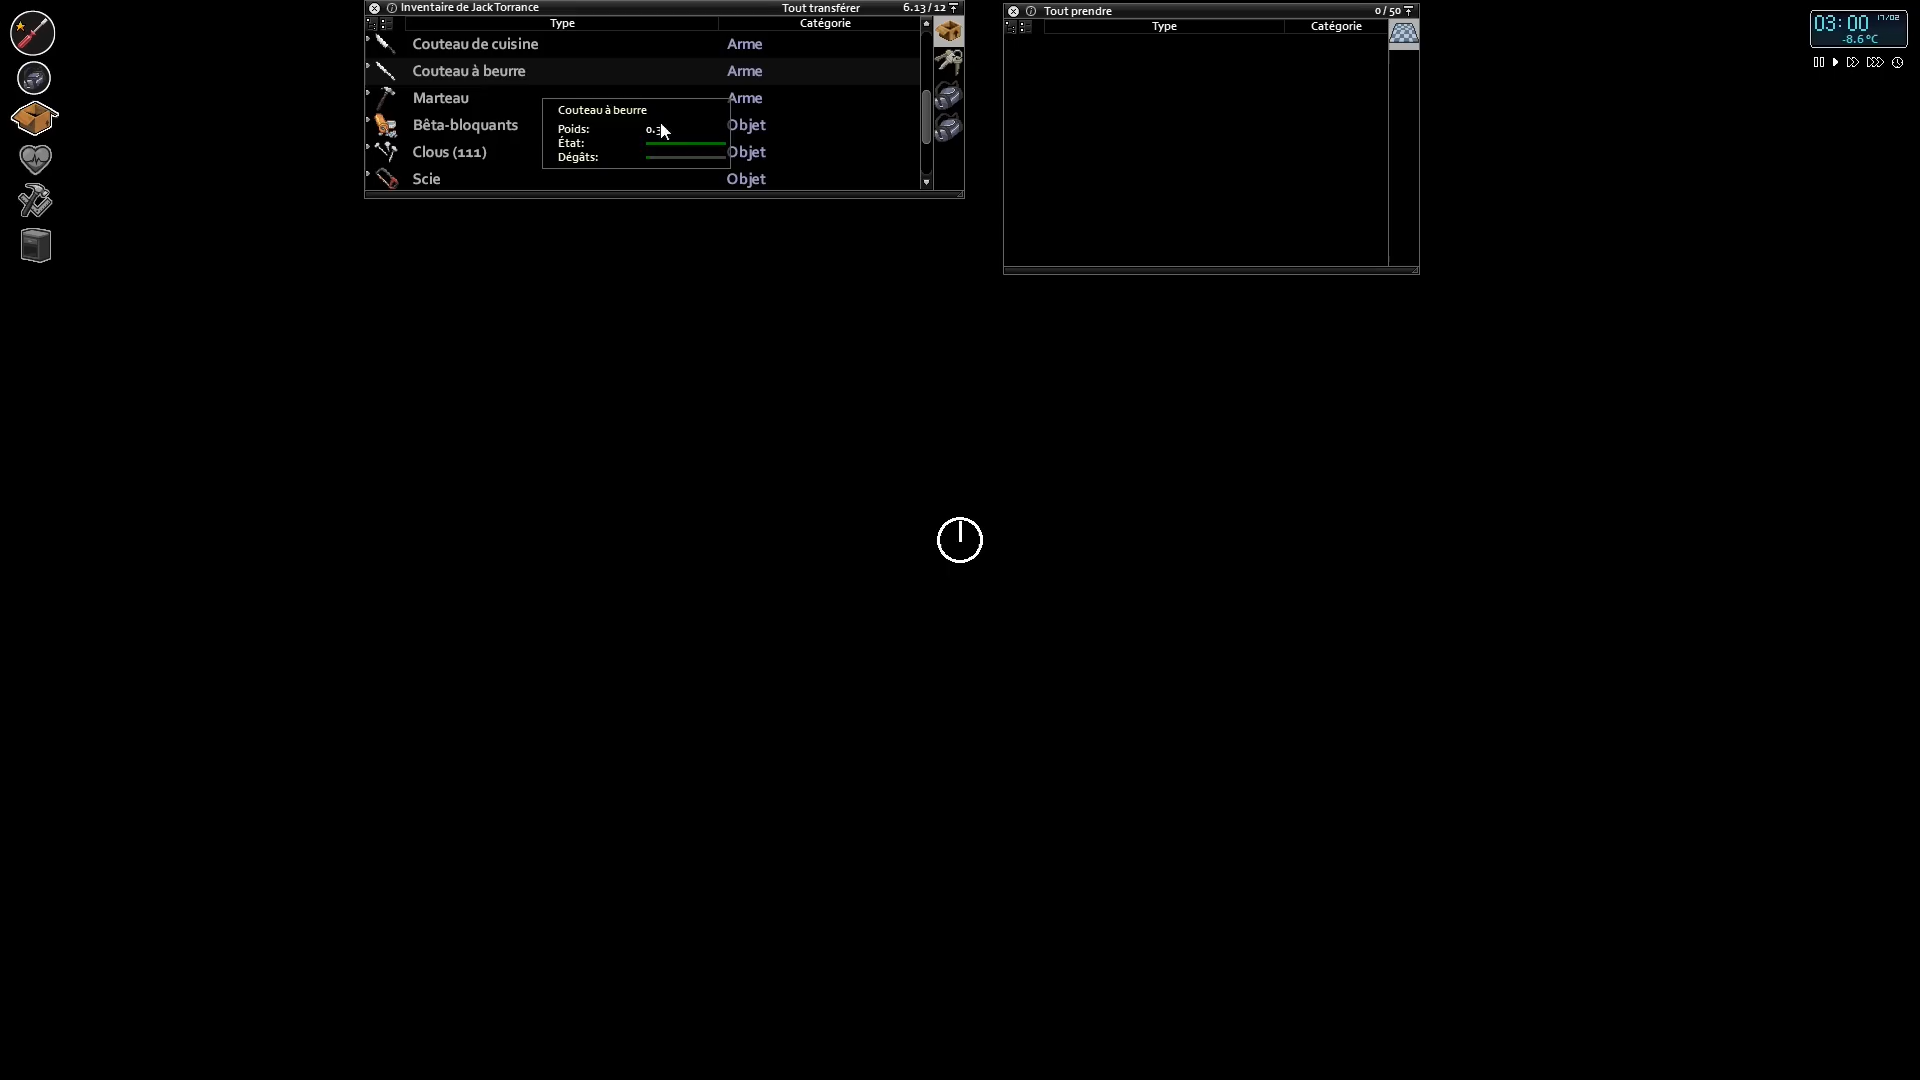 Inventaire de Jack Torrance Tout transférer 6.13 / 12
Type Catégorie
Couteau de cuisine Arme
Couteau à beurre Arme
Marteau Arme
Bêta-bloquants Objet
Clous (111) Objet
Scie Objet
Couteau à beurre
Poids:
État:
Dégâts:
Tout prendre 0 / 50
Type Catégorie
03:00 17/02
-8.6°C